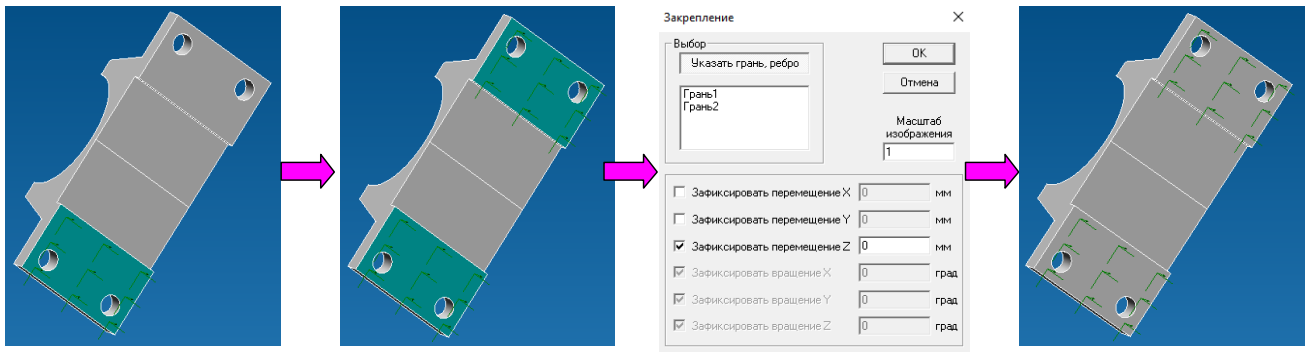 Закрепление
Выбор
Указать грань, ребро
OK
Отмена
Грань1
Грань2
Масштаб
изображения
1
Зафиксировать перемещение X 0 мм
Зафиксировать перемещение Y 0 мм
Зафиксировать перемещение Z 0 мм
Зафиксировать вращение X 0 град
Зафиксировать вращение Y 0 град
Зафиксировать вращение Z 0 град